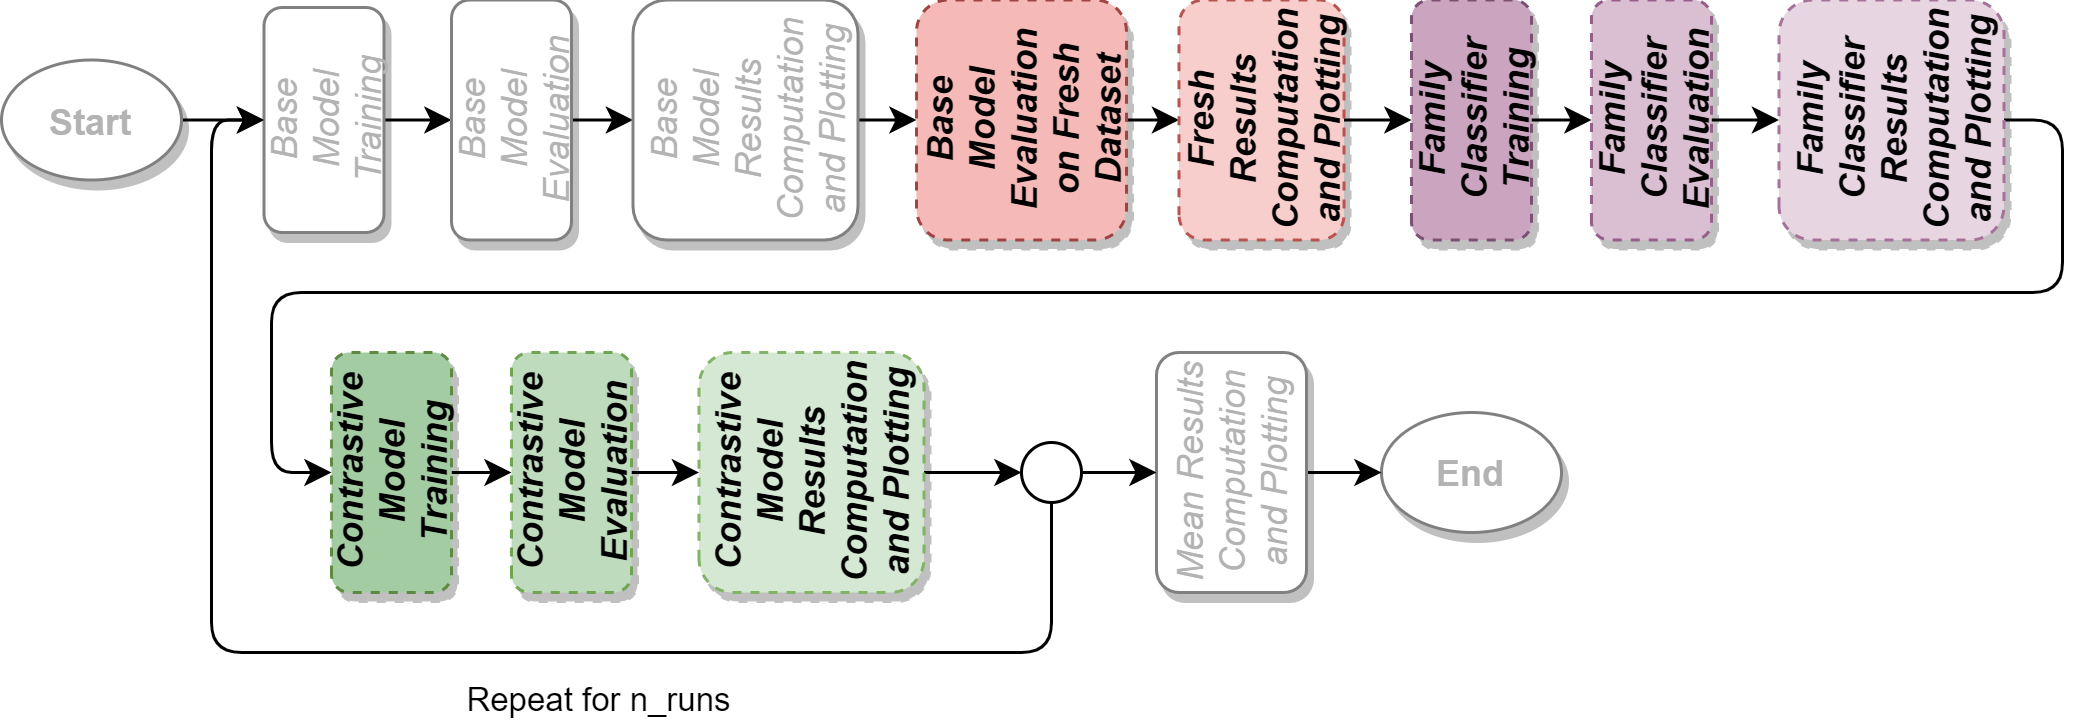 Start
Base
Model
Training
Base
Model
Evaluation
Base
Model
Results
Computation
and Plotting
Base
Model
Evaluation
on Fresh
Dataset
Fresh
Results
Computation
and Plotting
Family
Classifier
Training
Family
Classifier
Evaluation
Family
Classifier
Results
Computation
and Plotting
Contrastive
Model
Training
Contrastive
Model
Evaluation
Contrastive
Model
Results
Computation
and Plotting
Mean Results
Computation
and Plotting
End
Repeat for n_runs